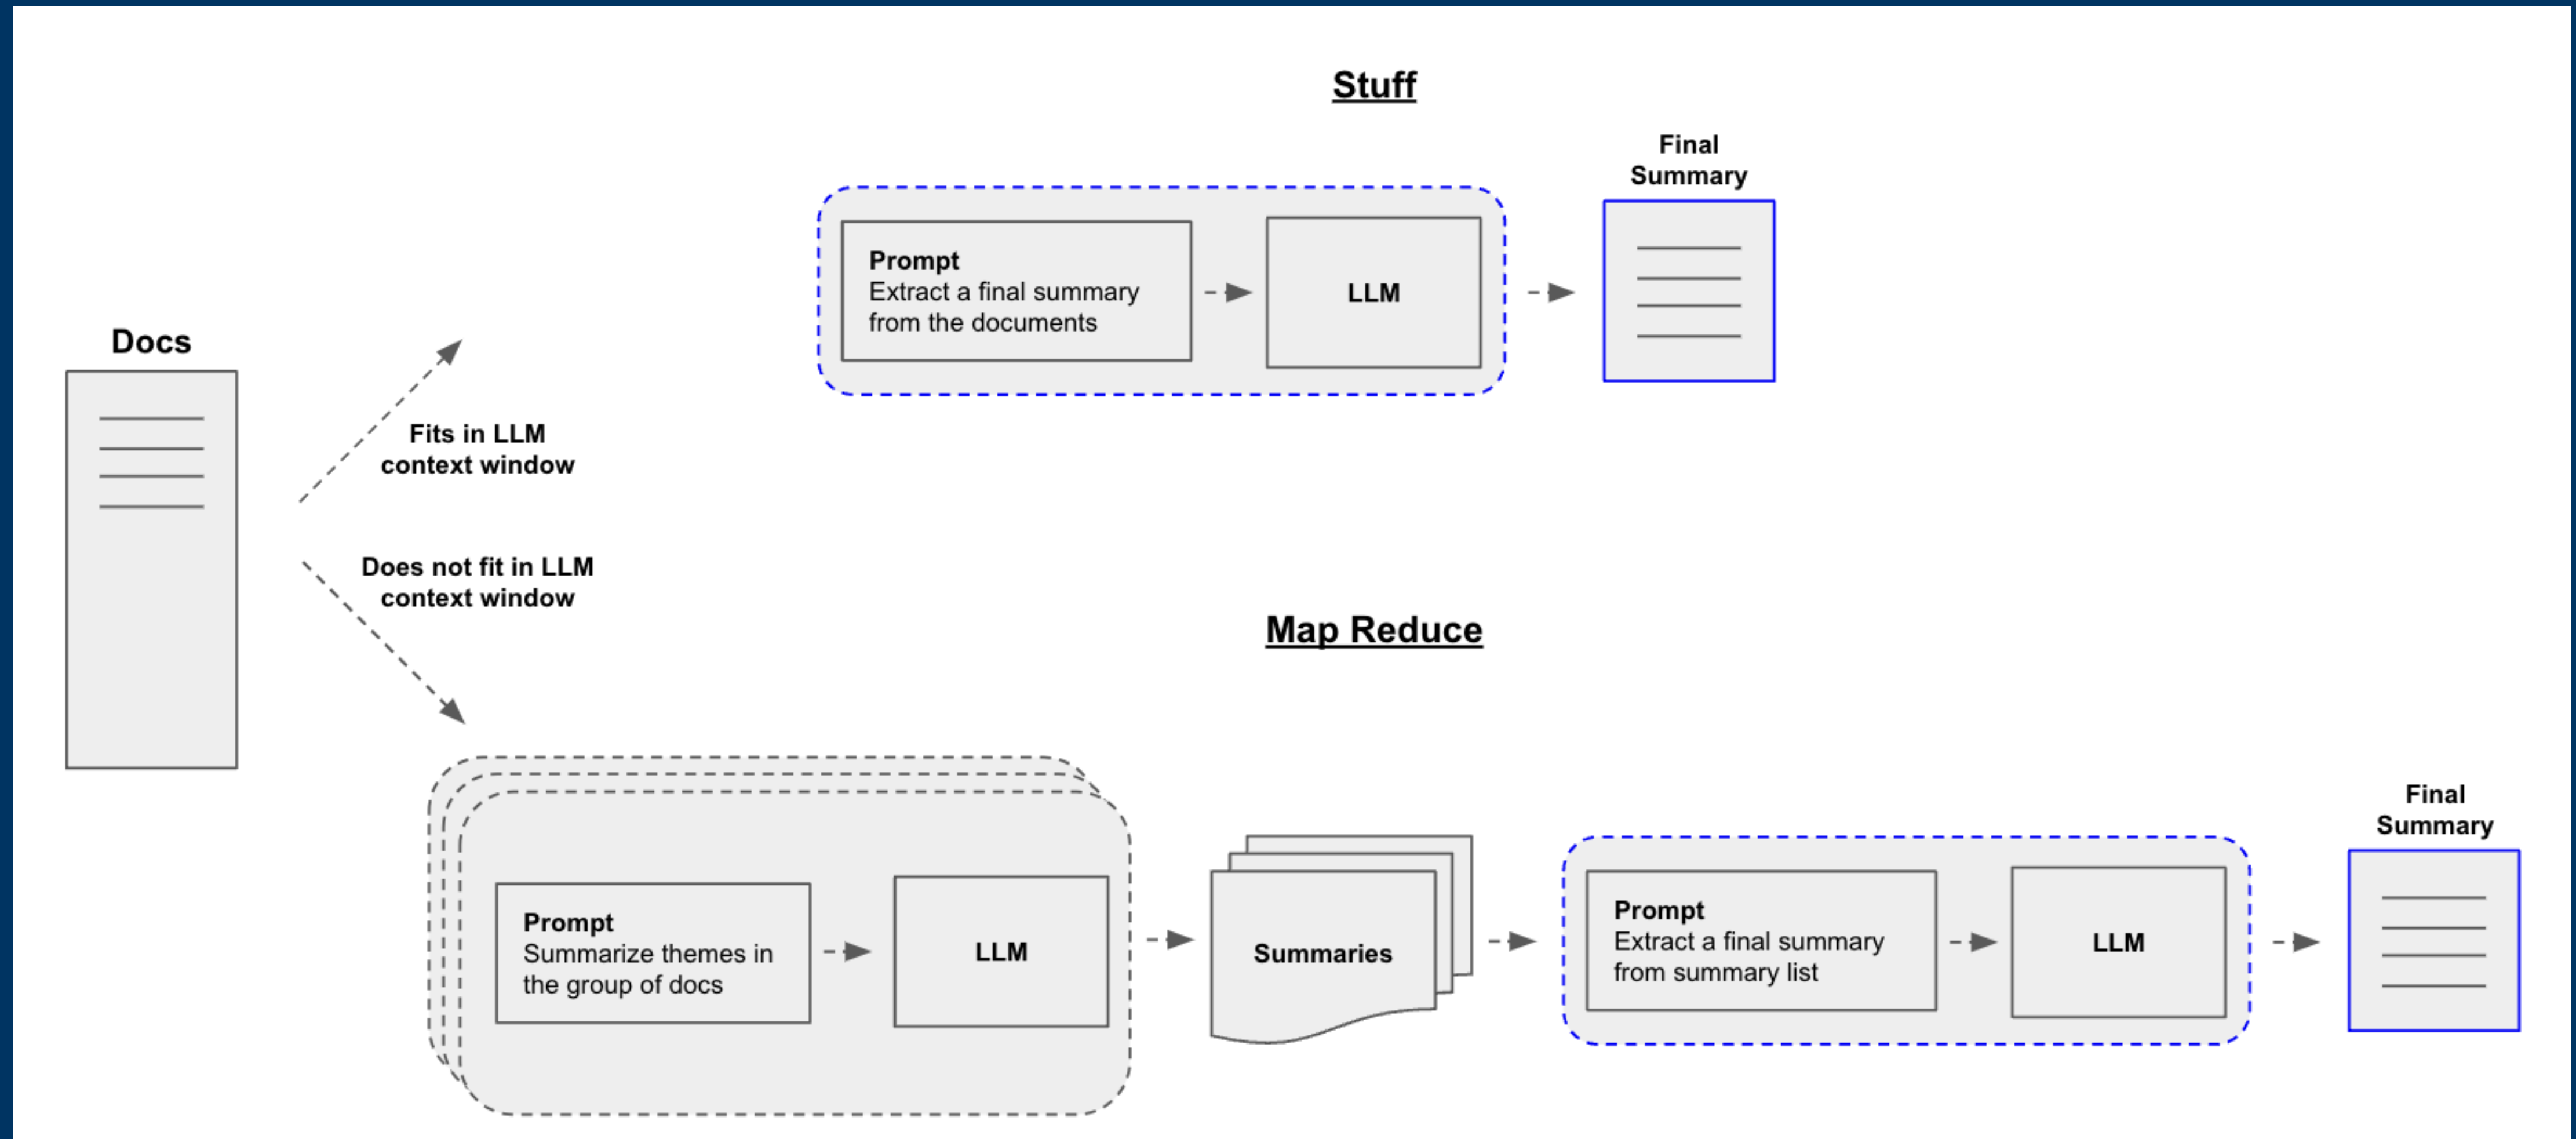 Stuff
Final
Summary
Prompt
Extract a final summary
from the documents
LLM
Docs
Fits in LLM
context window
Does not fit in LLM
context window
Map Reduce
Prompt
Summarize themes in
the group of docs
LLM
Summaries
Prompt
Extract a final summary
from summary list
LLM
Final
Summary